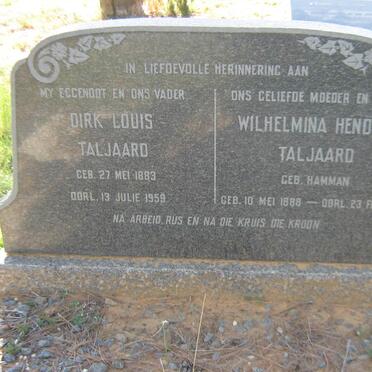 IN LIEFDEVOLLE HERINNERING AAN
MY EGGENOOT EN ONS VADER
DIRK LOUIS
TALJAARD
GEB. 27 MEI 1883
OORL. 13 JULIE 1959
ONS GELIEFDE MOEDER EN
WILHELMINA HEND
TALJAARD
GEB. HAMMAN
GEB. 10 MEI 1888 — OORL. 23 F
NA ARBEID, RUS EN NA DIE KRUIS DIE KROON